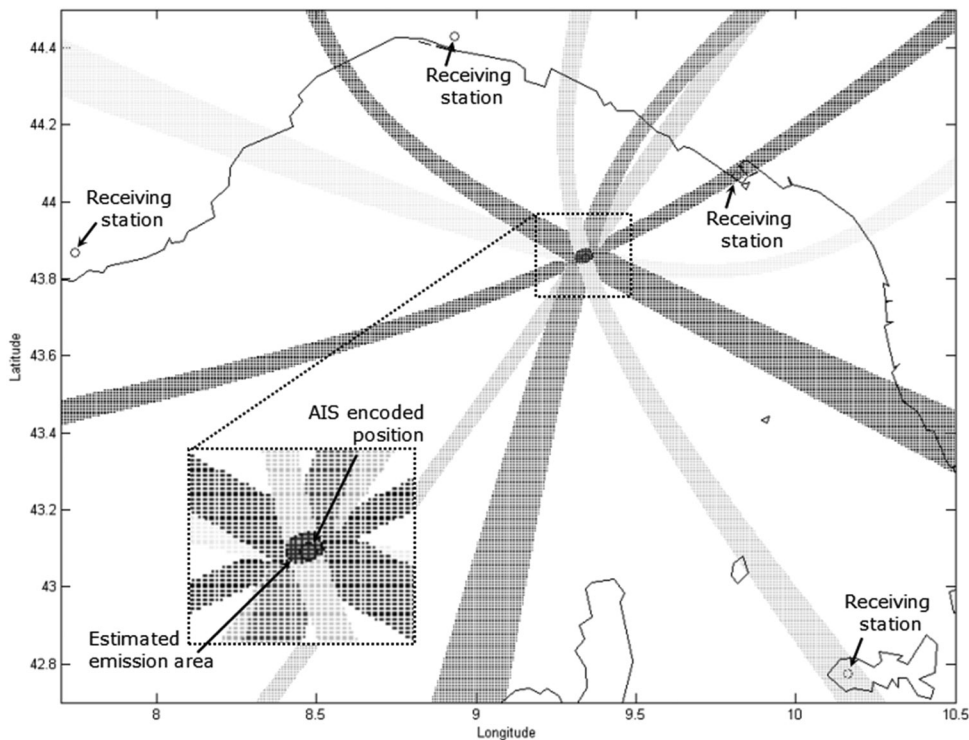 44.4
44.2
44
43.8
43.6
43.4
43.2
43
42.8
Latitude
8
8.5
9
9.5
10
10.5
Longitude
Receiving
station
Receiving
station
Receiving
station
AIS encoded
position
Estimated
emission area
Receiving
station